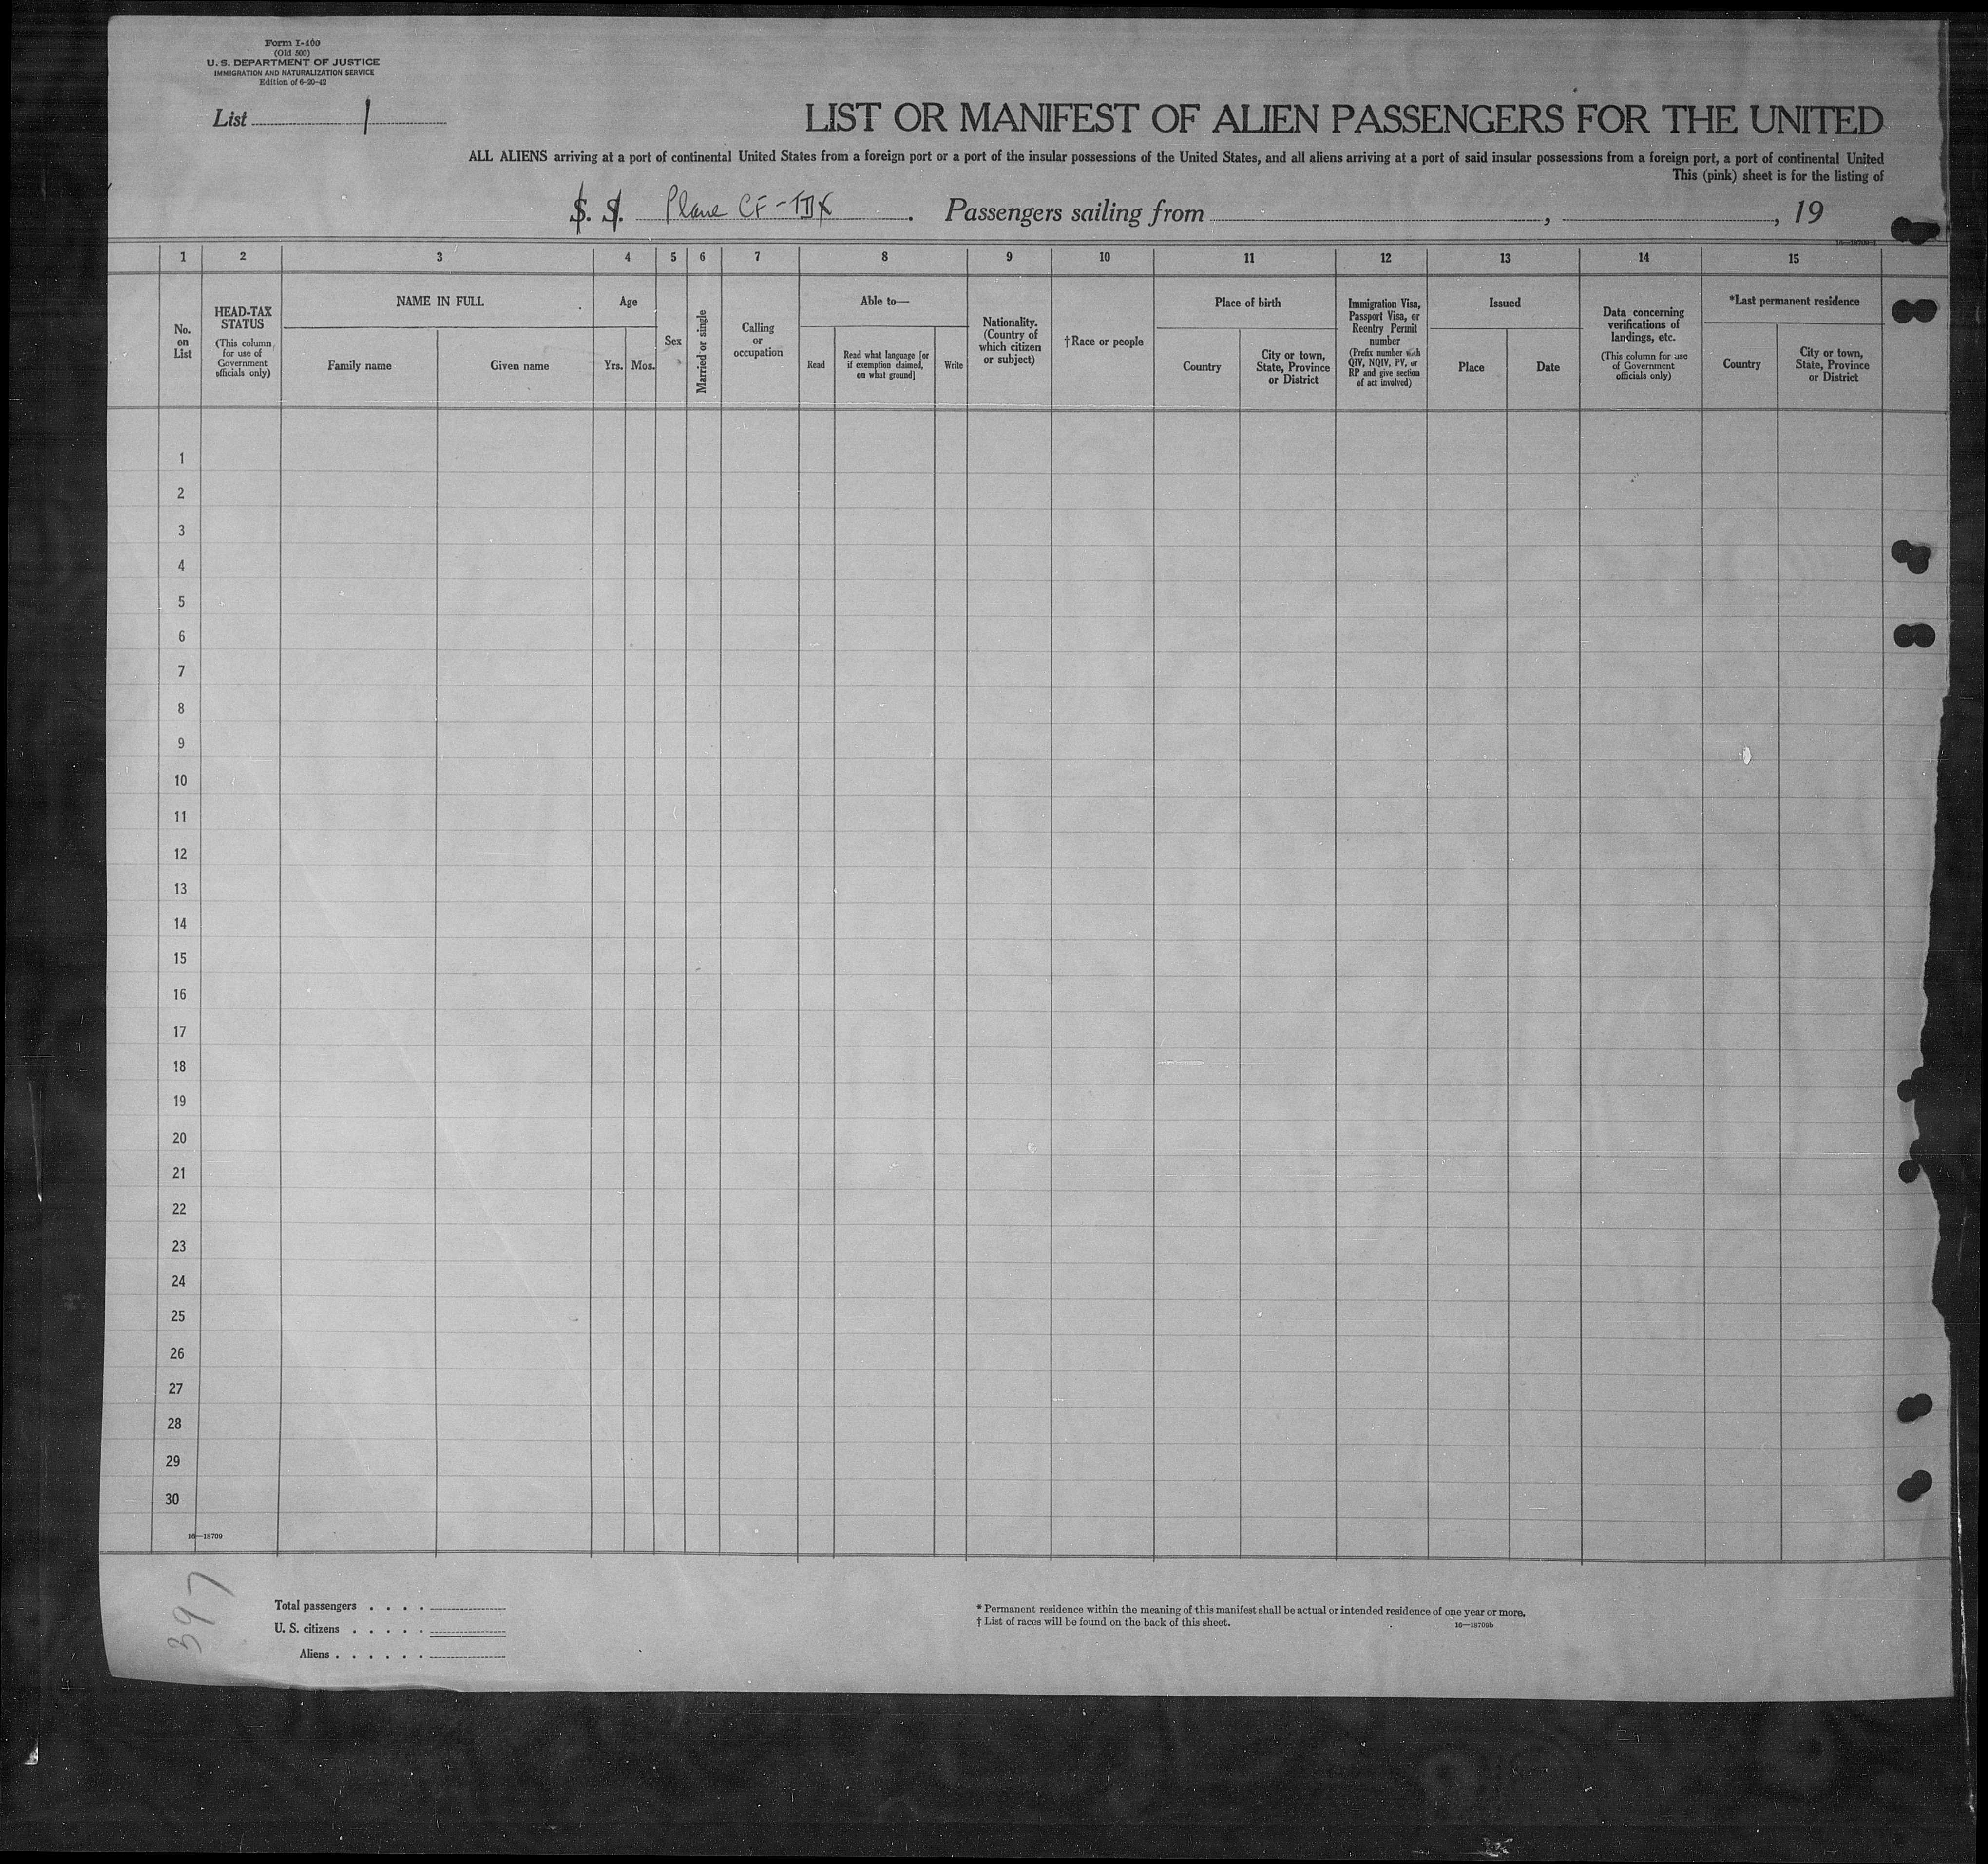 Form I-400
(Old 500)
U. S. DEPARTMENT OF JUSTICE
IMMIGRATION AND NATURALIZATION SERVICE
Edition of 6-20-42
List 1
LIST OR MANIFEST OF ALIEN PASSENGERS FOR THE UNITED
ALL ALIENS arriving at a port of continental United States from a foreign port or a port of the insular possessions of the United States, and all aliens arriving at a port of said insular possessions from a foreign port, a port of continental United
This (pink) sheet is for the listing of
S. S. Plane CF-
Passengers sailing from , , 19
1 2 3 4 5 6 7 8 9 10 11 12 13 14 15
No.
on
List
HEAD-TAX
STATUS
(This column
for use of
Government
officials only)
NAME IN FULL
Family name
Given name
Age
Yrs.
Mos.
Sex
Married or single
Calling
or
occupation
Able to—
Read
Read what language [or
if exemption claimed,
on what ground]
Write
Nationality.
(Country of
which citizen
or subject)
†Race or people
Place of birth
Country
City or town,
State, Province
or District
Immigration Visa,
Passport Visa, or
Reentry Permit
number
(Prefix number with
QIV, NQIV, PV, or
RP and give section
of act involved)
Issued
Place
Date
Data concerning
verifications of
landings, etc.
(This column for use
of Government
officials only)
*Last permanent residence
Country
City or town,
State, Province
or District
1
2
3
4
5
6
7
8
9
10
11
12
13
14
15
16
17
18
19
20
21
22
23
24
25
26
27
28
29
30
16—18709
397
Total passengers . . . .
U. S. citizens . . . . .
Aliens . . . . . .
* Permanent residence within the meaning of this manifest shall be actual or intended residence of one year or more.
† List of races will be found on the back of this sheet.
16—18709b